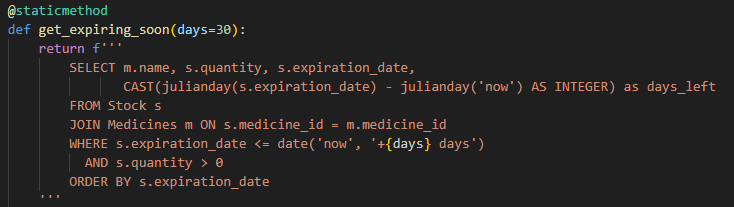 @staticmethod
def get_expiring_soon(days=30):
    return f'''
        SELECT m.name, s.quantity, s.expiration_date,
               CAST(julianday(s.expiration_date) - julianday('now') AS INTEGER) as days_left
        FROM Stock s
        JOIN Medicines m ON s.medicine_id = m.medicine_id
        WHERE s.expiration_date <= date('now', '+{days} days')
          AND s.quantity > 0
        ORDER BY s.expiration_date
    '''